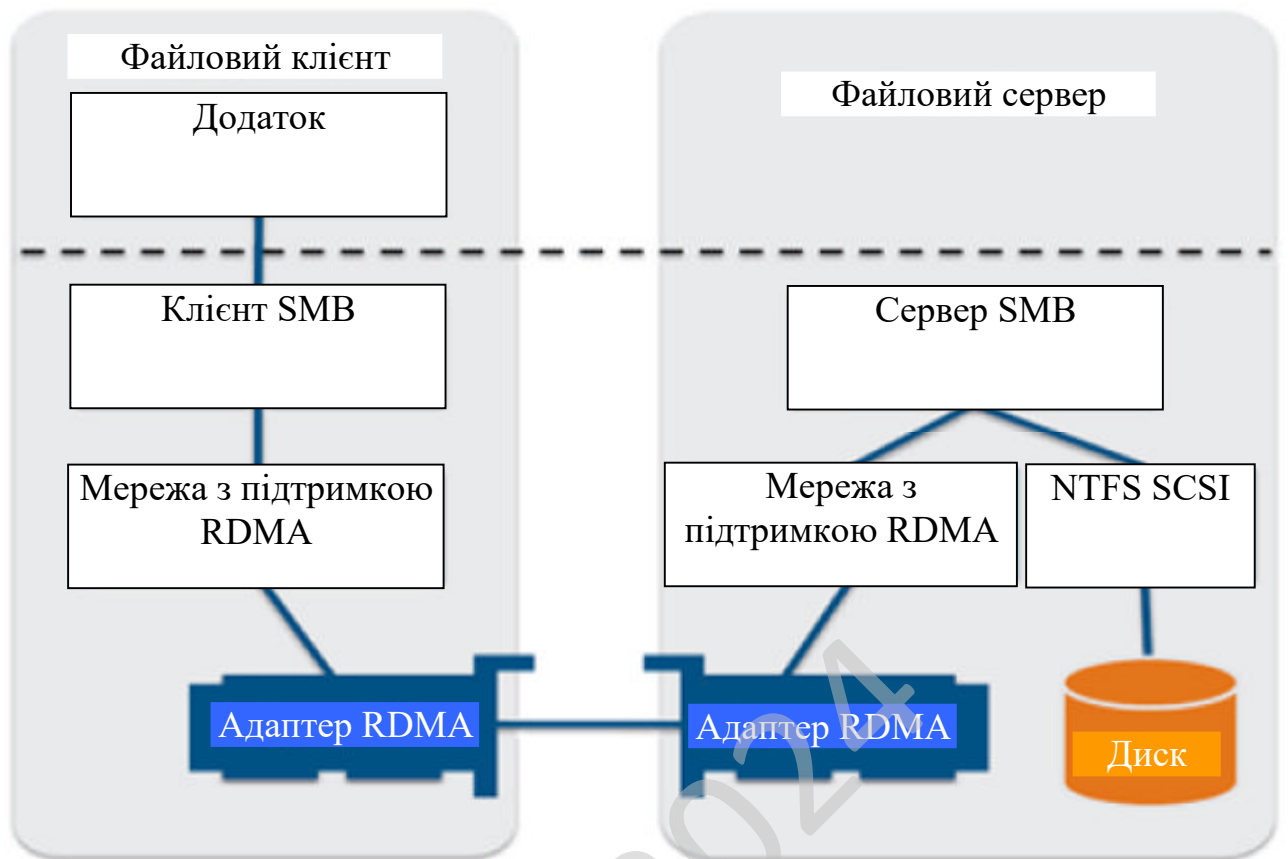 Файловий клієнт
Додаток
Файловий сервер
Клієнт SMB
Сервер SMB
Мережа з підтримкою
RDMA
Мережа з
підтримкою RDMA
NTFS SCSI
Адаптер RDMA
Адаптер RDMA
Диск
2024